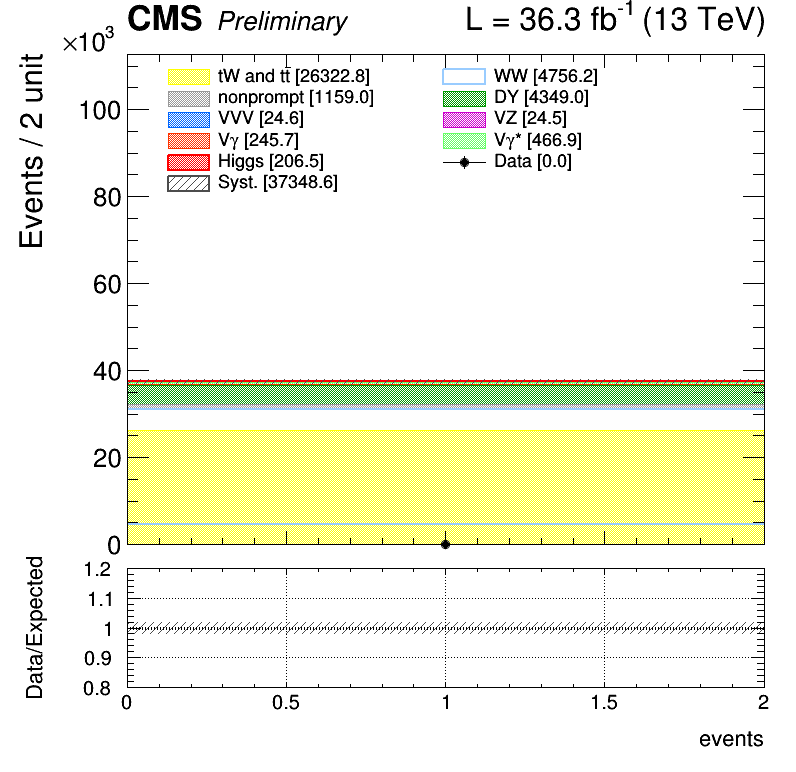 CMS Preliminary L = 36.3 fb⁻¹ (13 TeV)
×10³
Events / 2 unit
tW and tt̄ [26322.8] WW [4756.2]
nonprompt [1159.0] DY [4349.0]
VVV [24.6] VZ [24.5]
Vγ [245.7] Vγ* [466.9]
Higgs [206.5] Data [0.0]
Syst. [37348.6]
100
80
60
40
20
0
Data/Expected
1.2
1.1
1
0.9
0.8
0 0.5 1 1.5 2
events